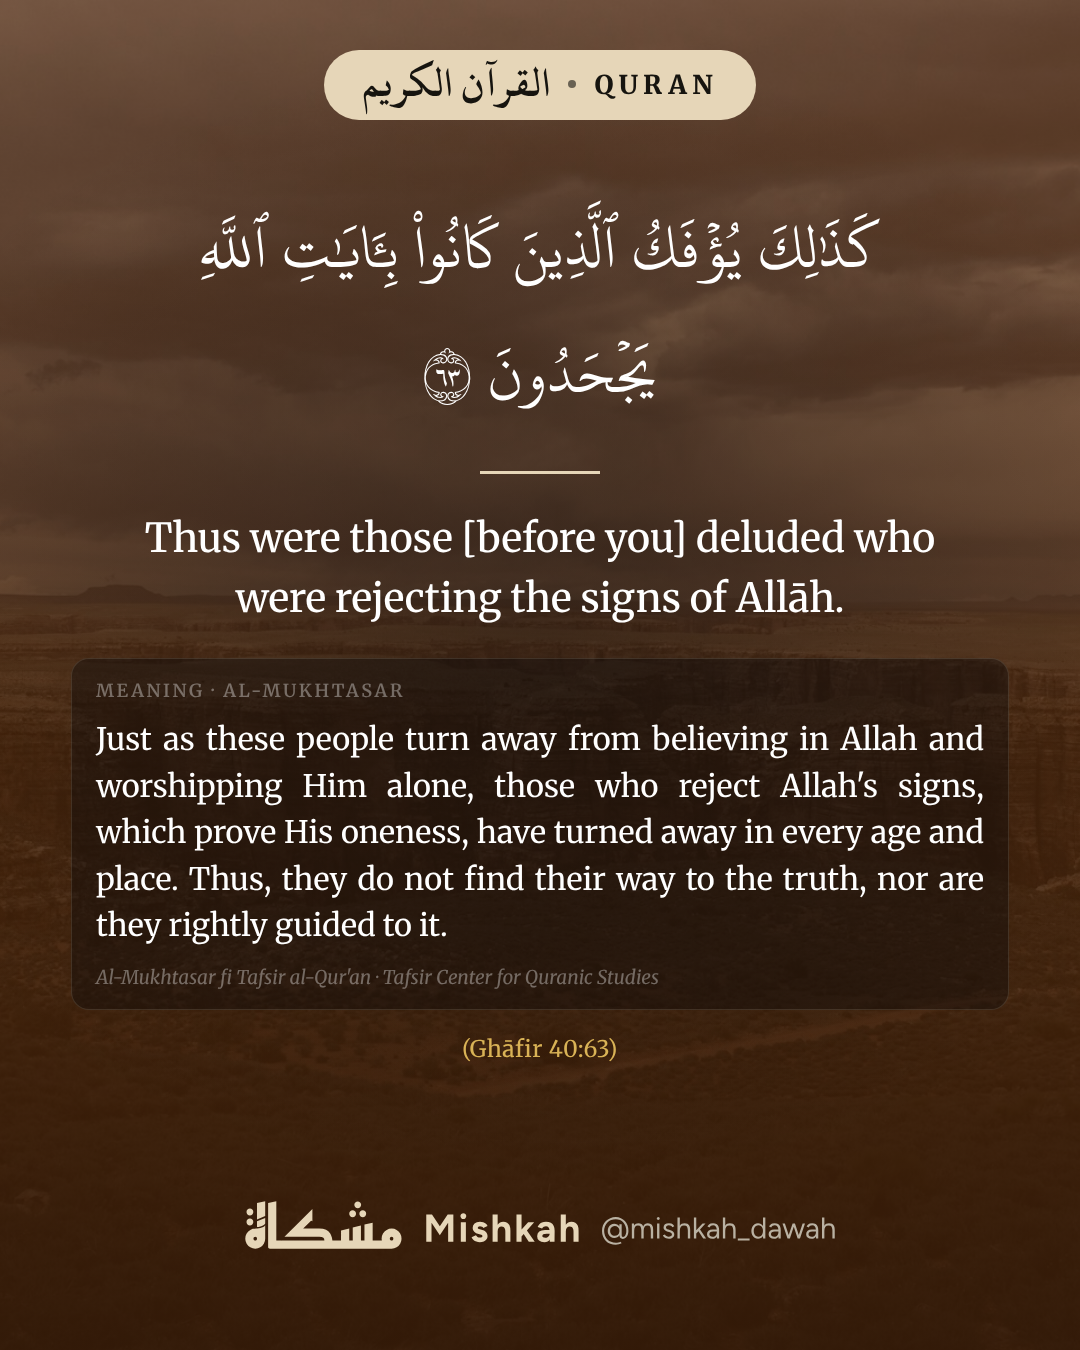 القرآن الكريم • QURAN
كَذَٰلِكَ يُؤْفَكُ ٱلَّذِينَ كَانُوا۟ بِـَٔايَـٰتِ ٱللَّهِ
يَجْحَدُونَ ٦٣
Thus were those [before you] deluded who
were rejecting the signs of Allāh.
MEANING · AL-MUKHTASAR
Just as these people turn away from believing in Allah and
worshipping Him alone, those who reject Allah's signs,
which prove His oneness, have turned away in every age and
place. Thus, they do not find their way to the truth, nor are
they rightly guided to it.
Al-Mukhtasar fi Tafsir al-Qur'an · Tafsir Center for Quranic Studies
(Ghāfir 40:63)
مشكاة Mishkah @mishkah_dawah